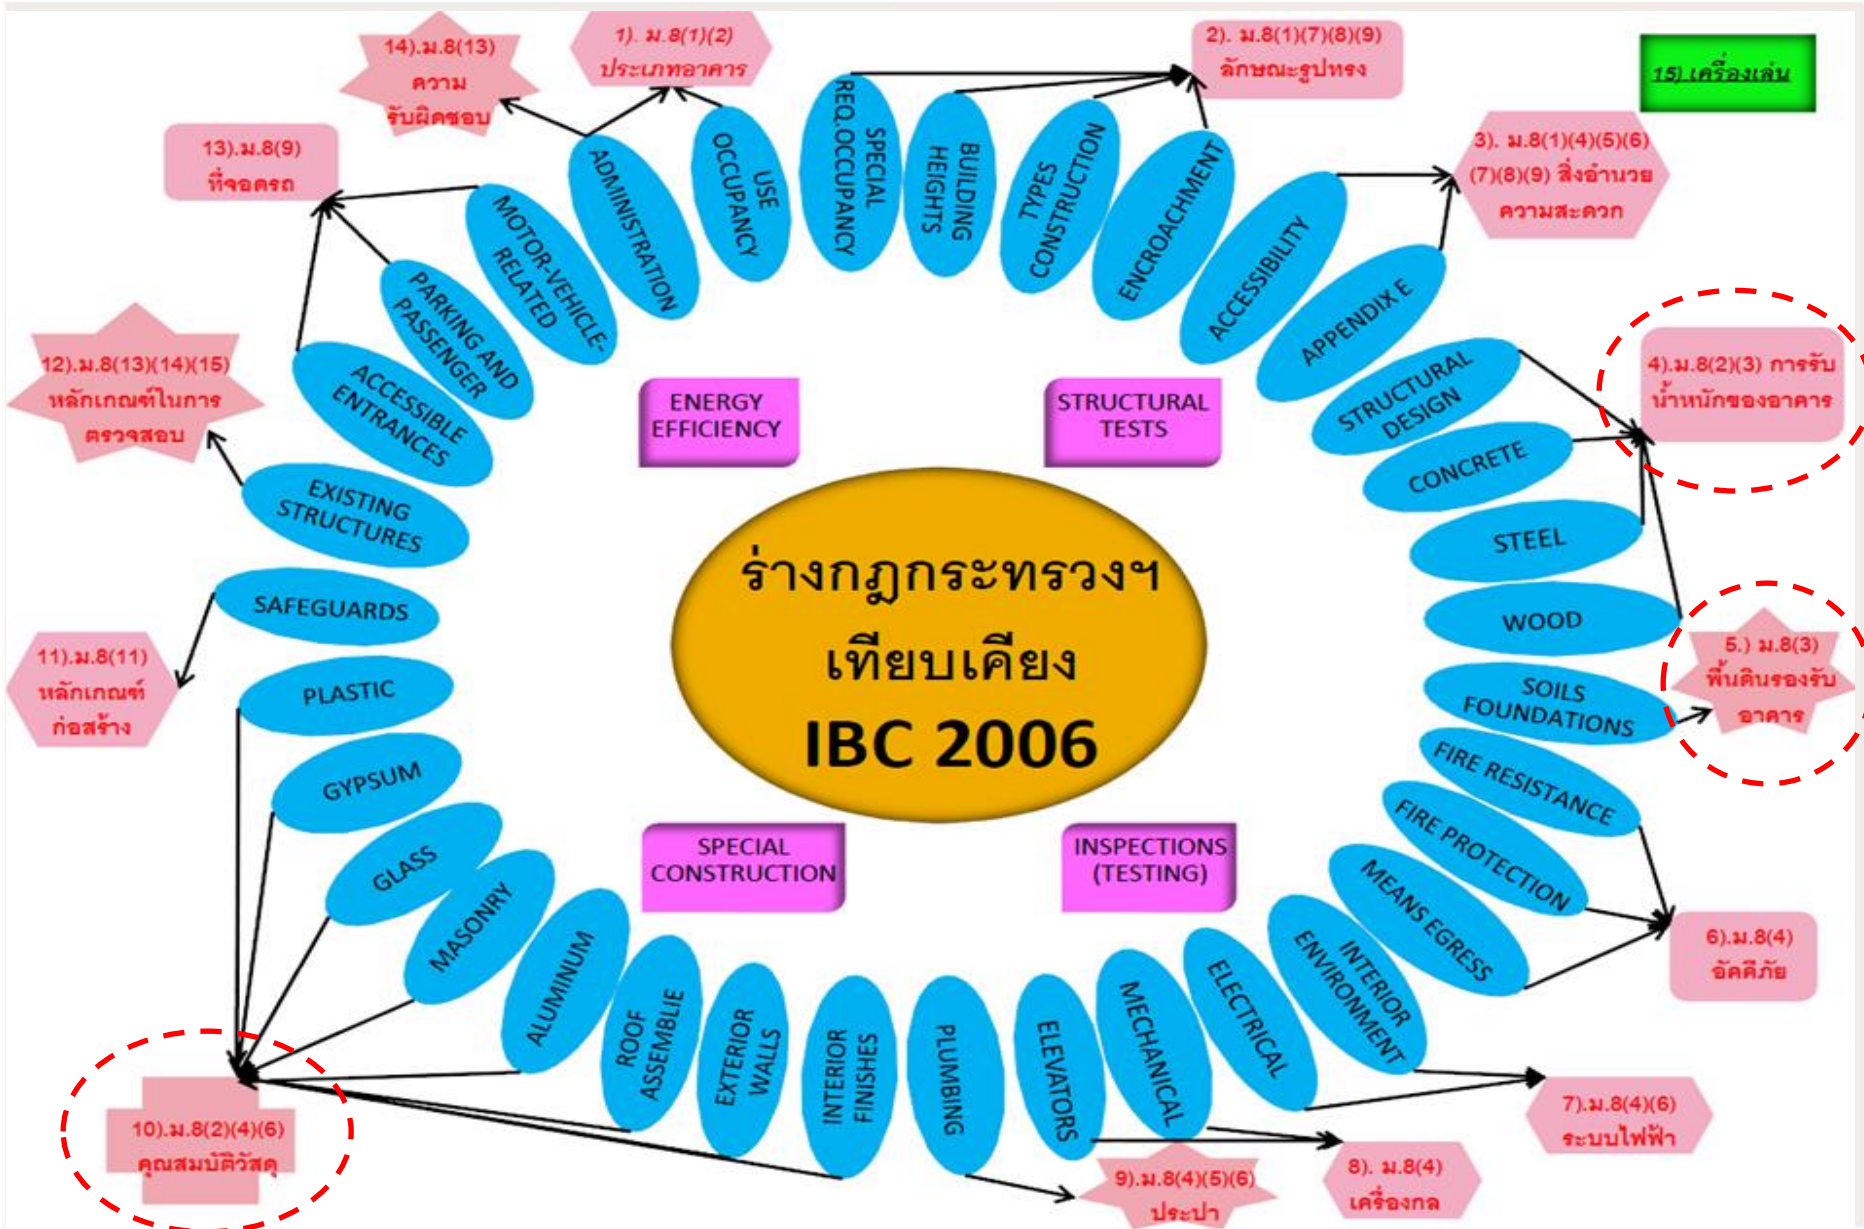 14).ม.8(13)
ความ
รับผิดชอบ
1). ม.8(1)(2)
ประเภทอาคาร
2). ม.8(1)(7)(8)(9)
ลักษณะรูปทรง
15).เครื่องเล่น
13).ม.8(9)
ที่จอดรถ
3). ม.8(1)(4)(5)(6)
(7)(8)(9) สิ่งอำนวย
ความสะดวก
12).ม.8(13)(14)(15)
หลักเกณฑ์ในการ
ตรวจสอบ
4).ม.8(2)(3) การรับ
น้ำหนักของอาคาร
11).ม.8(11)
หลักเกณฑ์
ก่อสร้าง
5.) ม.8(3)
พื้นดินรองรับ
อาคาร
6).ม.8(4)
อัคคีภัย
10).ม.8(2)(4)(6)
คุณสมบัติวัสดุ
7).ม.8(4)(6)
ระบบไฟฟ้า
8). ม.8(4)
เครื่องกล
9).ม.8(4)(5)(6)
ประปา
ADMINISTRATION
USE
OCCUPANCY
SPECIAL
REQ.OCCUPANCY
BUILDING
HEIGHTS
TYPES
CONSTRUCTION
ENCROACHMENT
ACCESSIBILITY
APPENDIX E
STRUCTURAL
DESIGN
CONCRETE
STEEL
WOOD
SOILS
FOUNDATIONS
FIRE RESISTANCE
FIRE PROTECTION
MEANS EGRESS
INTERIOR
ENVIRONMENT
ELECTRICAL
MECHANICAL
ELEVATORS
PLUMBING
INTERIOR
FINISHES
EXTERIOR
WALLS
ROOF
ASSEMBLIE
ALUMINUM
MASONRY
GLASS
GYPSUM
PLASTIC
SAFEGUARDS
EXISTING
STRUCTURES
ACCESSIBLE
ENTRANCES
PARKING AND
PASSENGER
MOTOR-VEHICLE-
RELATED
ENERGY
EFFICIENCY
STRUCTURAL
TESTS
ร่างกฎกระทรวงฯ
เทียบเคียง
IBC 2006
SPECIAL
CONSTRUCTION
INSPECTIONS
(TESTING)